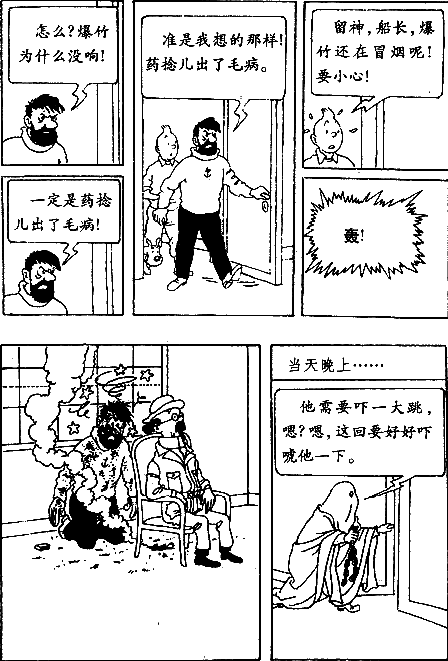 怎么?爆竹
为什么没响!
一定是药捻
儿出了毛病!
准是我想的那样!
药捻儿出了毛病。
留神,船长,爆
竹还在冒烟呢!
要小心!
轰!
当天晚上……
他需要吓一大跳,
嗯?嗯,这回要好好吓
唬他一下。